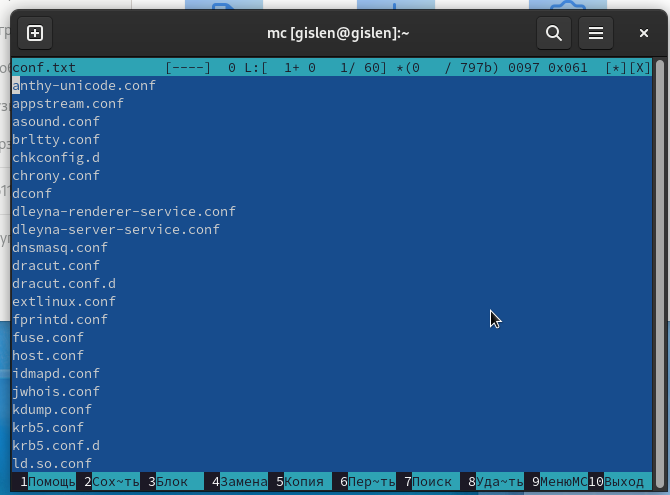 mc [gislen@gislen]:~
conf.txt [----] 0 L:[ 1+ 0 1/ 60] *(0 / 797b) 0097 0x061 [*][X]
anthy-unicode.conf
appstream.conf
asound.conf
brltty.conf
chkconfig.d
chrony.conf
dconf
dleyna-renderer-service.conf
dleyna-server-service.conf
dnsmasq.conf
dracut.conf
dracut.conf.d
extlinux.conf
fprintd.conf
fuse.conf
host.conf
idmapd.conf
jwhois.conf
kdump.conf
krb5.conf
krb5.conf.d
ld.so.conf
1Помощь 2Сох~ть 3Блок 4Замена 5Копия 6Пер~ть 7Поиск 8Уда~ть 9МенюMC 10Выход